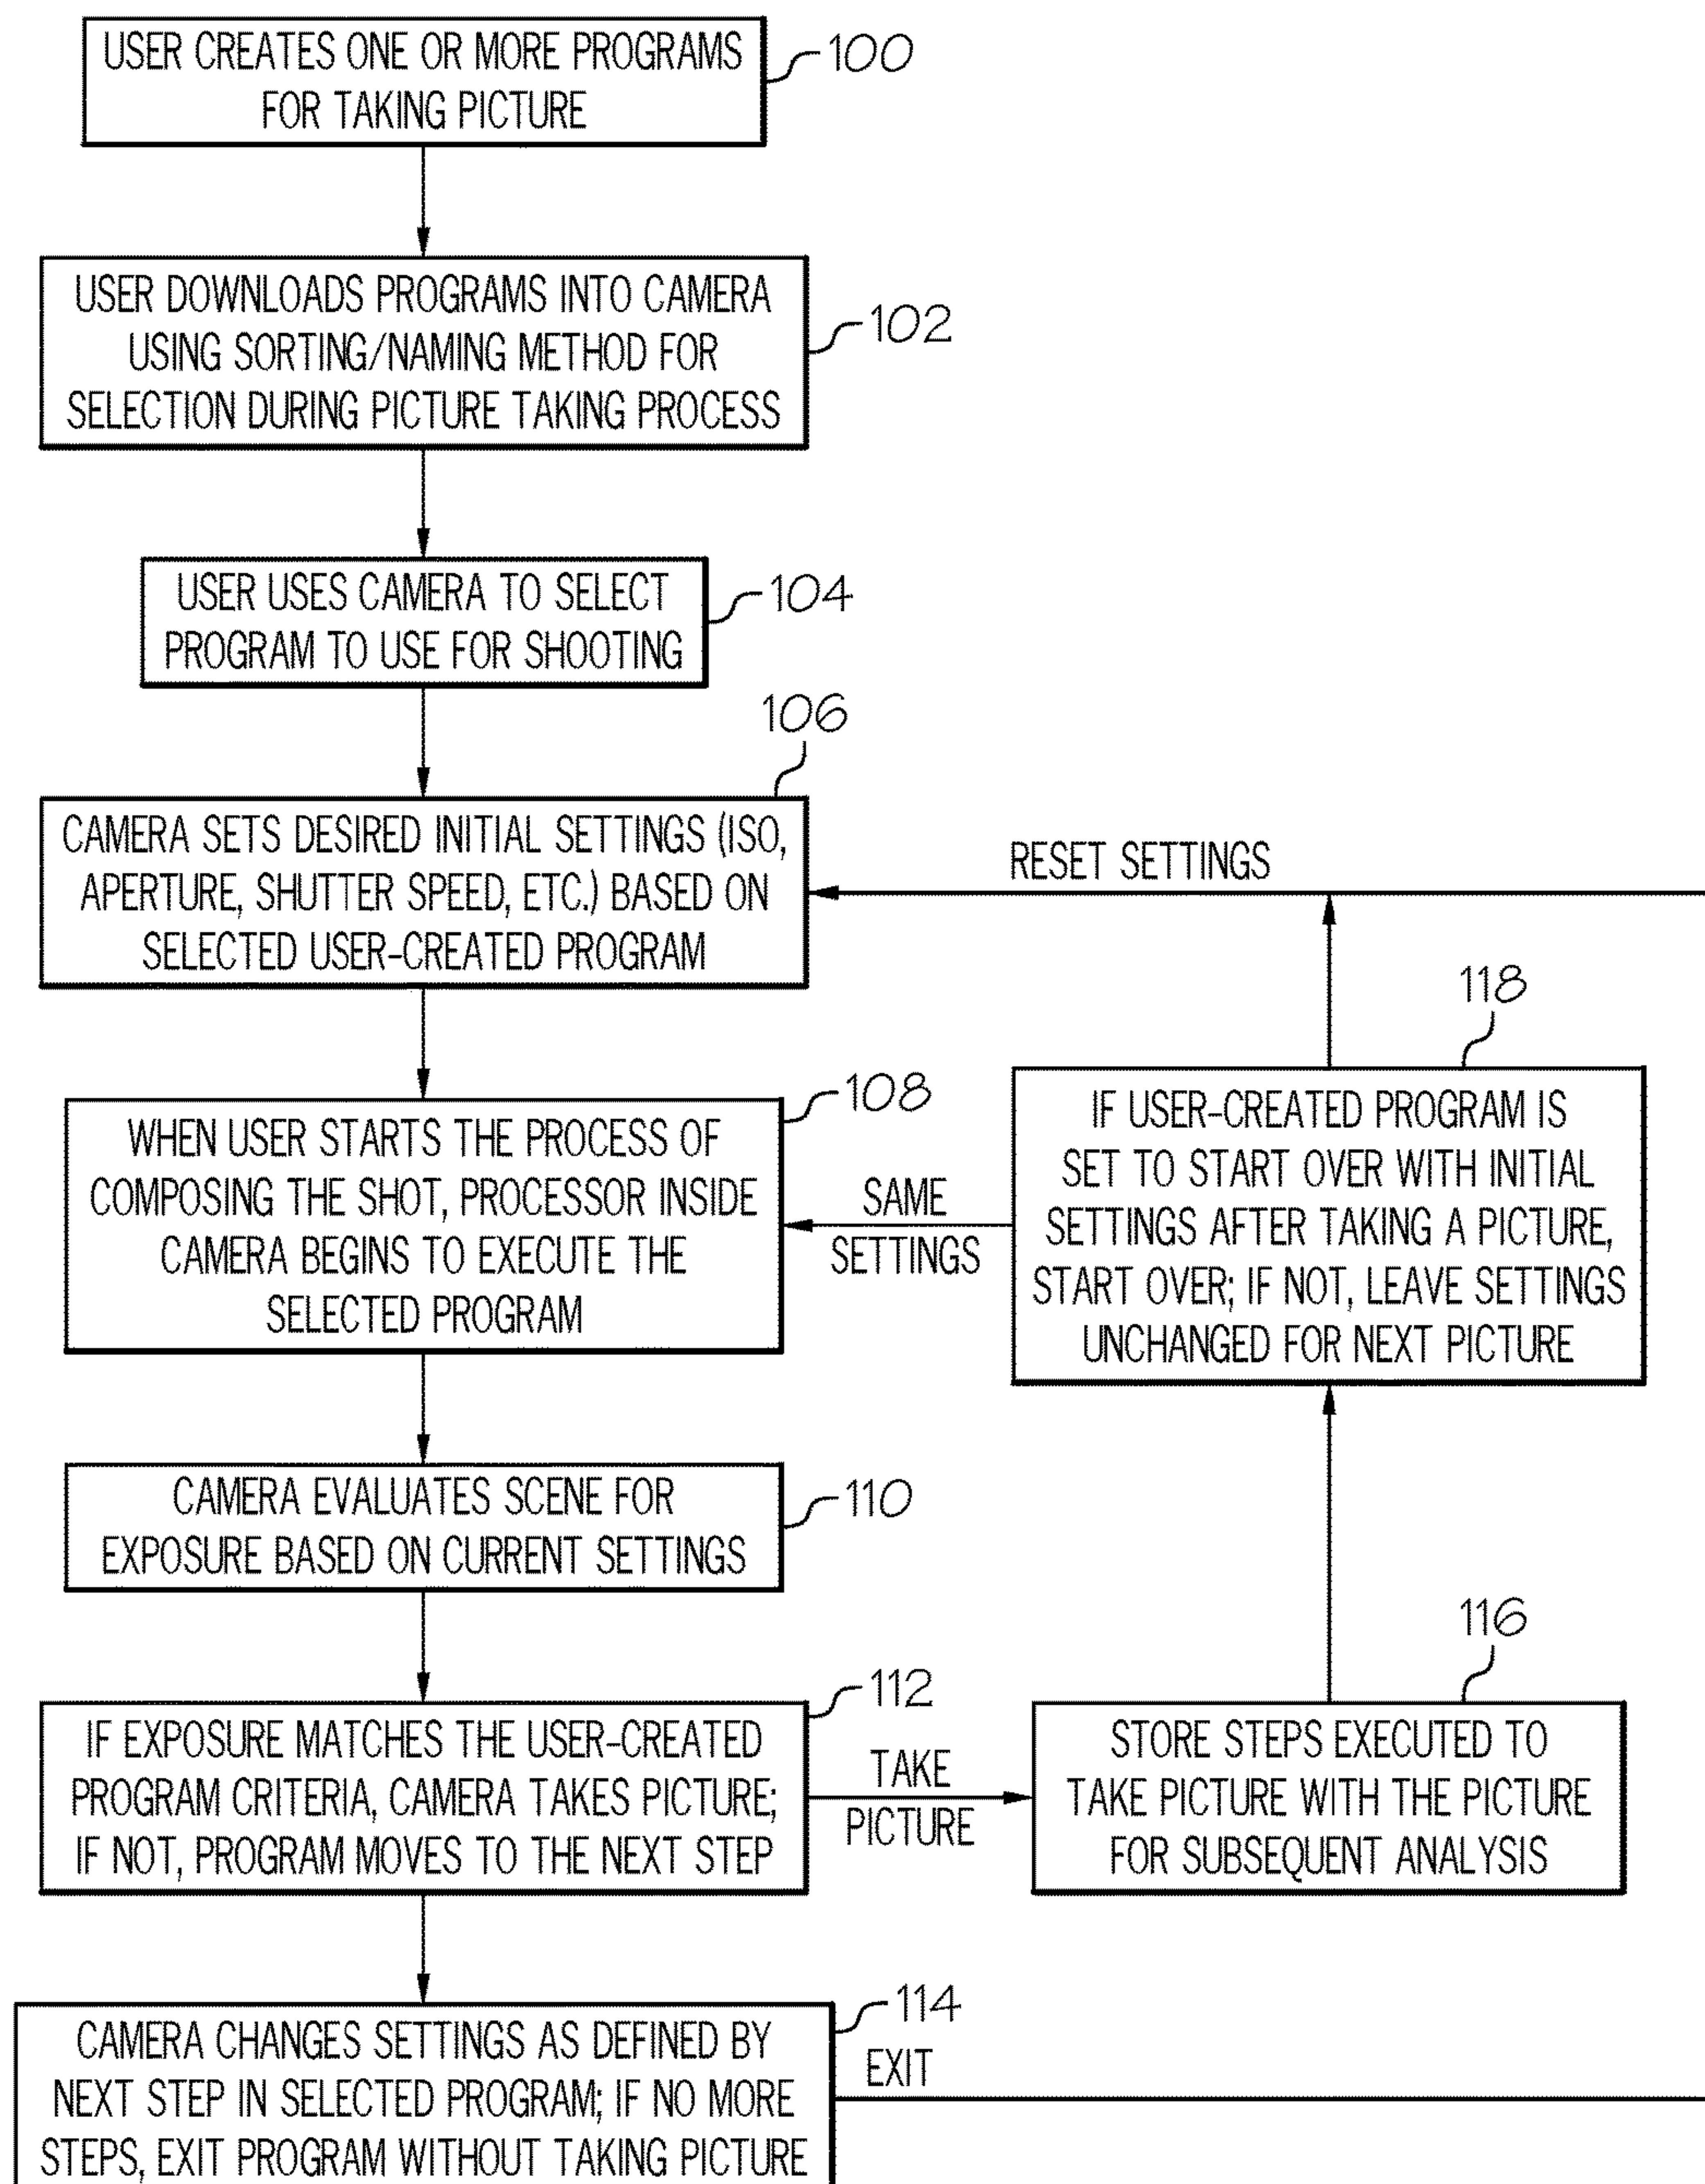 USER CREATES ONE OR MORE PROGRAMS
FOR TAKING PICTURE
100
USER DOWNLOADS PROGRAMS INTO CAMERA
USING SORTING/NAMING METHOD FOR
SELECTION DURING PICTURE TAKING PROCESS
102
USER USES CAMERA TO SELECT
PROGRAM TO USE FOR SHOOTING
104
106
CAMERA SETS DESIRED INITIAL SETTINGS (ISO,
APERTURE, SHUTTER SPEED, ETC.) BASED ON
SELECTED USER-CREATED PROGRAM
RESET SETTINGS
108
WHEN USER STARTS THE PROCESS OF
COMPOSING THE SHOT, PROCESSOR INSIDE
CAMERA BEGINS TO EXECUTE THE
SELECTED PROGRAM
SAME
SETTINGS
118
IF USER-CREATED PROGRAM IS
SET TO START OVER WITH INITIAL
SETTINGS AFTER TAKING A PICTURE,
START OVER; IF NOT, LEAVE SETTINGS
UNCHANGED FOR NEXT PICTURE
CAMERA EVALUATES SCENE FOR
EXPOSURE BASED ON CURRENT SETTINGS
110
112
IF EXPOSURE MATCHES THE USER-CREATED
PROGRAM CRITERIA, CAMERA TAKES PICTURE;
IF NOT, PROGRAM MOVES TO THE NEXT STEP
TAKE
PICTURE
116
STORE STEPS EXECUTED TO
TAKE PICTURE WITH THE PICTURE
FOR SUBSEQUENT ANALYSIS
114
CAMERA CHANGES SETTINGS AS DEFINED BY
NEXT STEP IN SELECTED PROGRAM; IF NO MORE
STEPS, EXIT PROGRAM WITHOUT TAKING PICTURE
EXIT